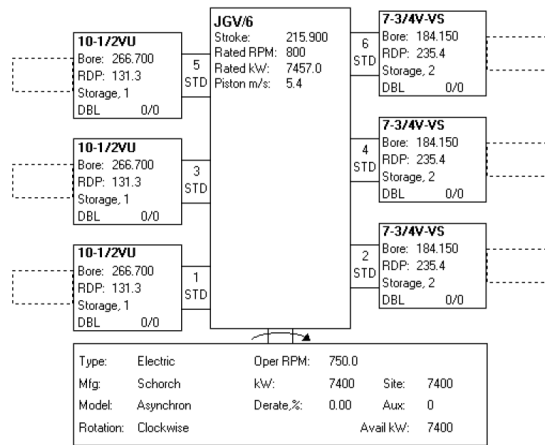 JGV/6
Stroke: 215.900
Rated RPM: 800
Rated kW: 7457.0
Piston m/s: 5.4
10-1/2VU
Bore: 266.700
RDP: 131.3
Storage, 1
DBL 0/0
5
STD
10-1/2VU
Bore: 266.700
RDP: 131.3
Storage, 1
DBL 0/0
3
STD
10-1/2VU
Bore: 266.700
RDP: 131.3
Storage, 1
DBL 0/0
1
STD
7-3/4V-VS
Bore: 184.150
RDP: 235.4
Storage, 2
DBL 0/0
6
STD
7-3/4V-VS
Bore: 184.150
RDP: 235.4
Storage, 2
DBL 0/0
4
STD
7-3/4V-VS
Bore: 184.150
RDP: 235.4
Storage, 2
DBL 0/0
2
STD
Type: Electric Oper RPM: 750.0
Mfg: Schorch kW: 7400 Site: 7400
Model: Asynchron Derate,%: 0.00 Aux: 0
Rotation: Clockwise Avail kW: 7400